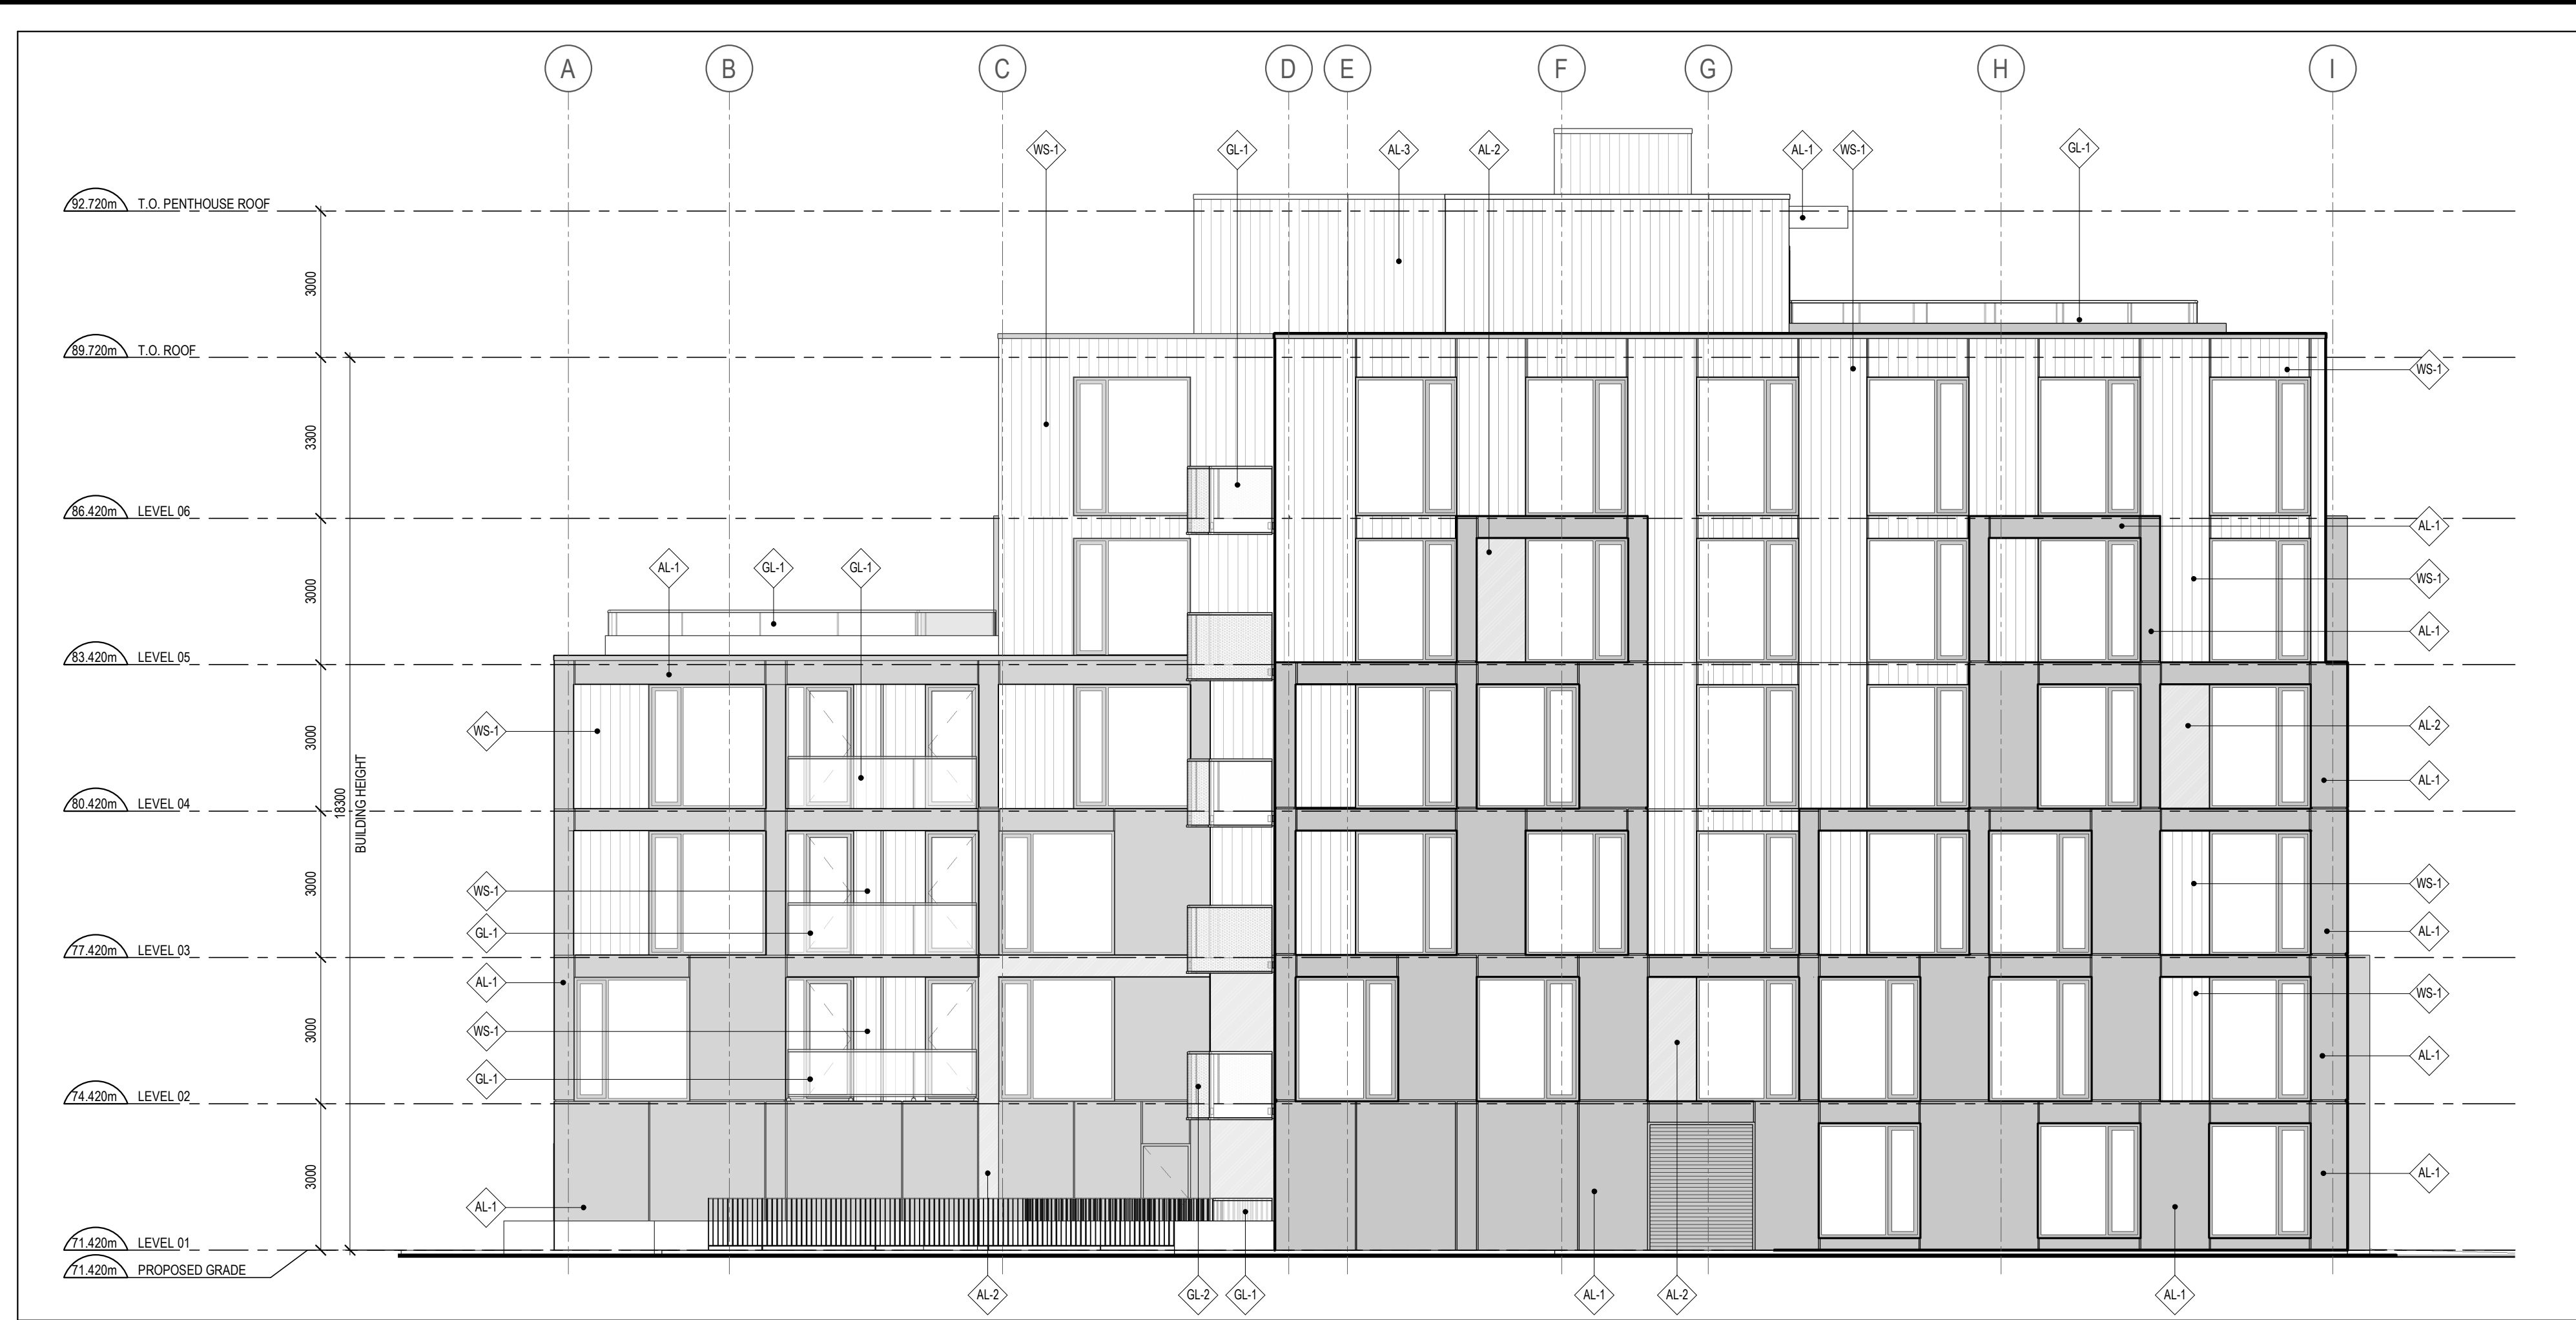 A
B
C
D
E
F
G
H
I
WS-1
GL-1
AL-3
AL-2
AL-1
WS-1
GL-1
92.720m T.O. PENTHOUSE ROOF
3000
89.720m T.O. ROOF
WS-1
3300
86.420m LEVEL 06
AL-1
AL-1
GL-1
GL-1
WS-1
3000
AL-1
83.420m LEVEL 05
WS-1
3000
AL-2
AL-1
80.420m LEVEL 04
18300
BUILDING HEIGHT
3000
WS-1
WS-1
GL-1
AL-1
77.420m LEVEL 03
AL-1
WS-1
3000
WS-1
AL-1
GL-1
74.420m LEVEL 02
3000
AL-1
AL-1
71.420m LEVEL 01
71.420m PROPOSED GRADE
AL-2
GL-2
GL-1
AL-1
AL-2
AL-1